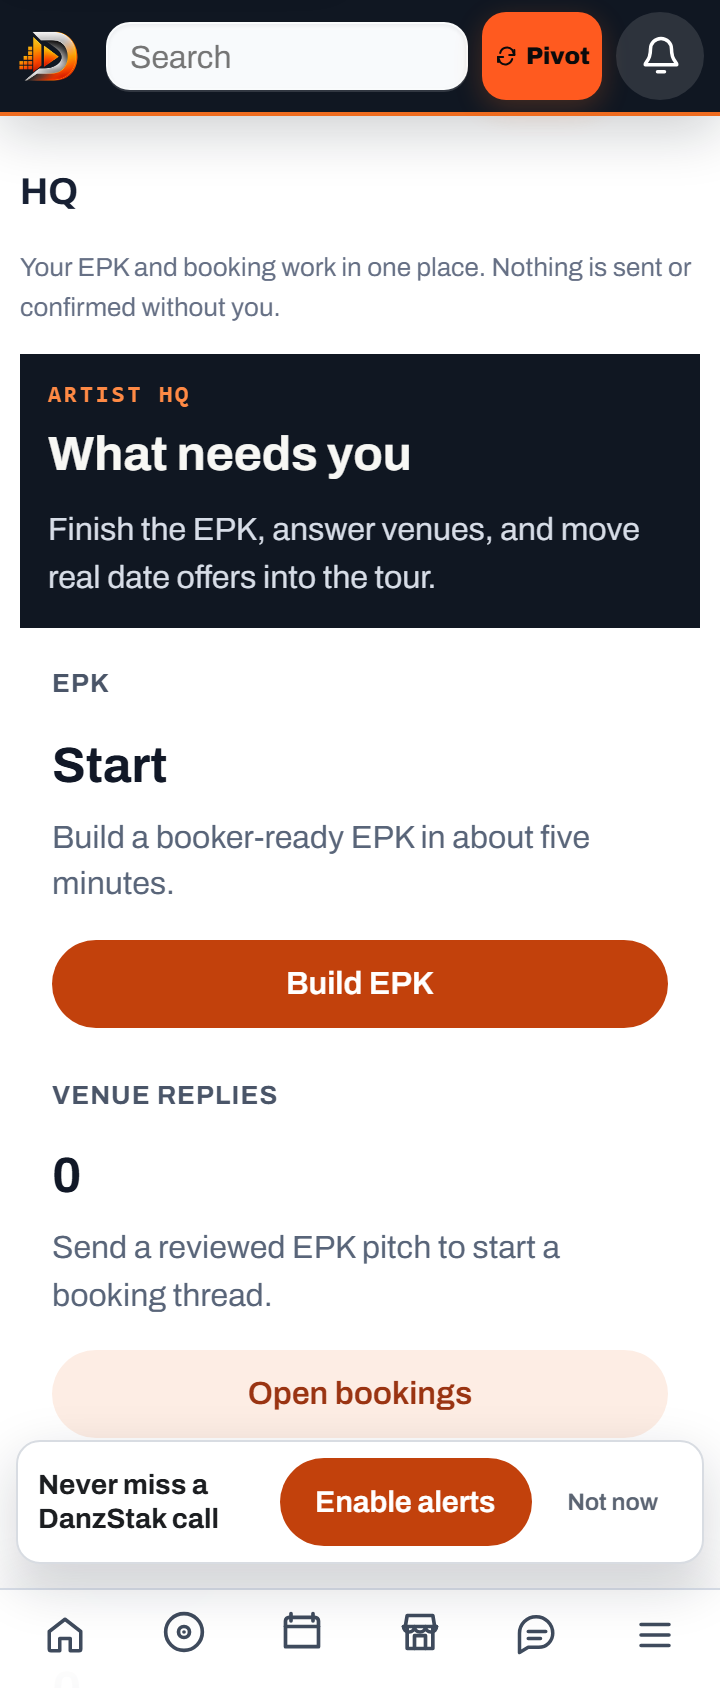 Search
Pivot
HQ
Your EPK and booking work in one place. Nothing is sent or
confirmed without you.
ARTIST HQ
What needs you
Finish the EPK, answer venues, and move
real date offers into the tour.
EPK
Start
Build a booker-ready EPK in about five
minutes.
Build EPK
VENUE REPLIES
0
Send a reviewed EPK pitch to start a
booking thread.
Open bookings
Never miss a
DanzStak call
Enable alerts
Not now